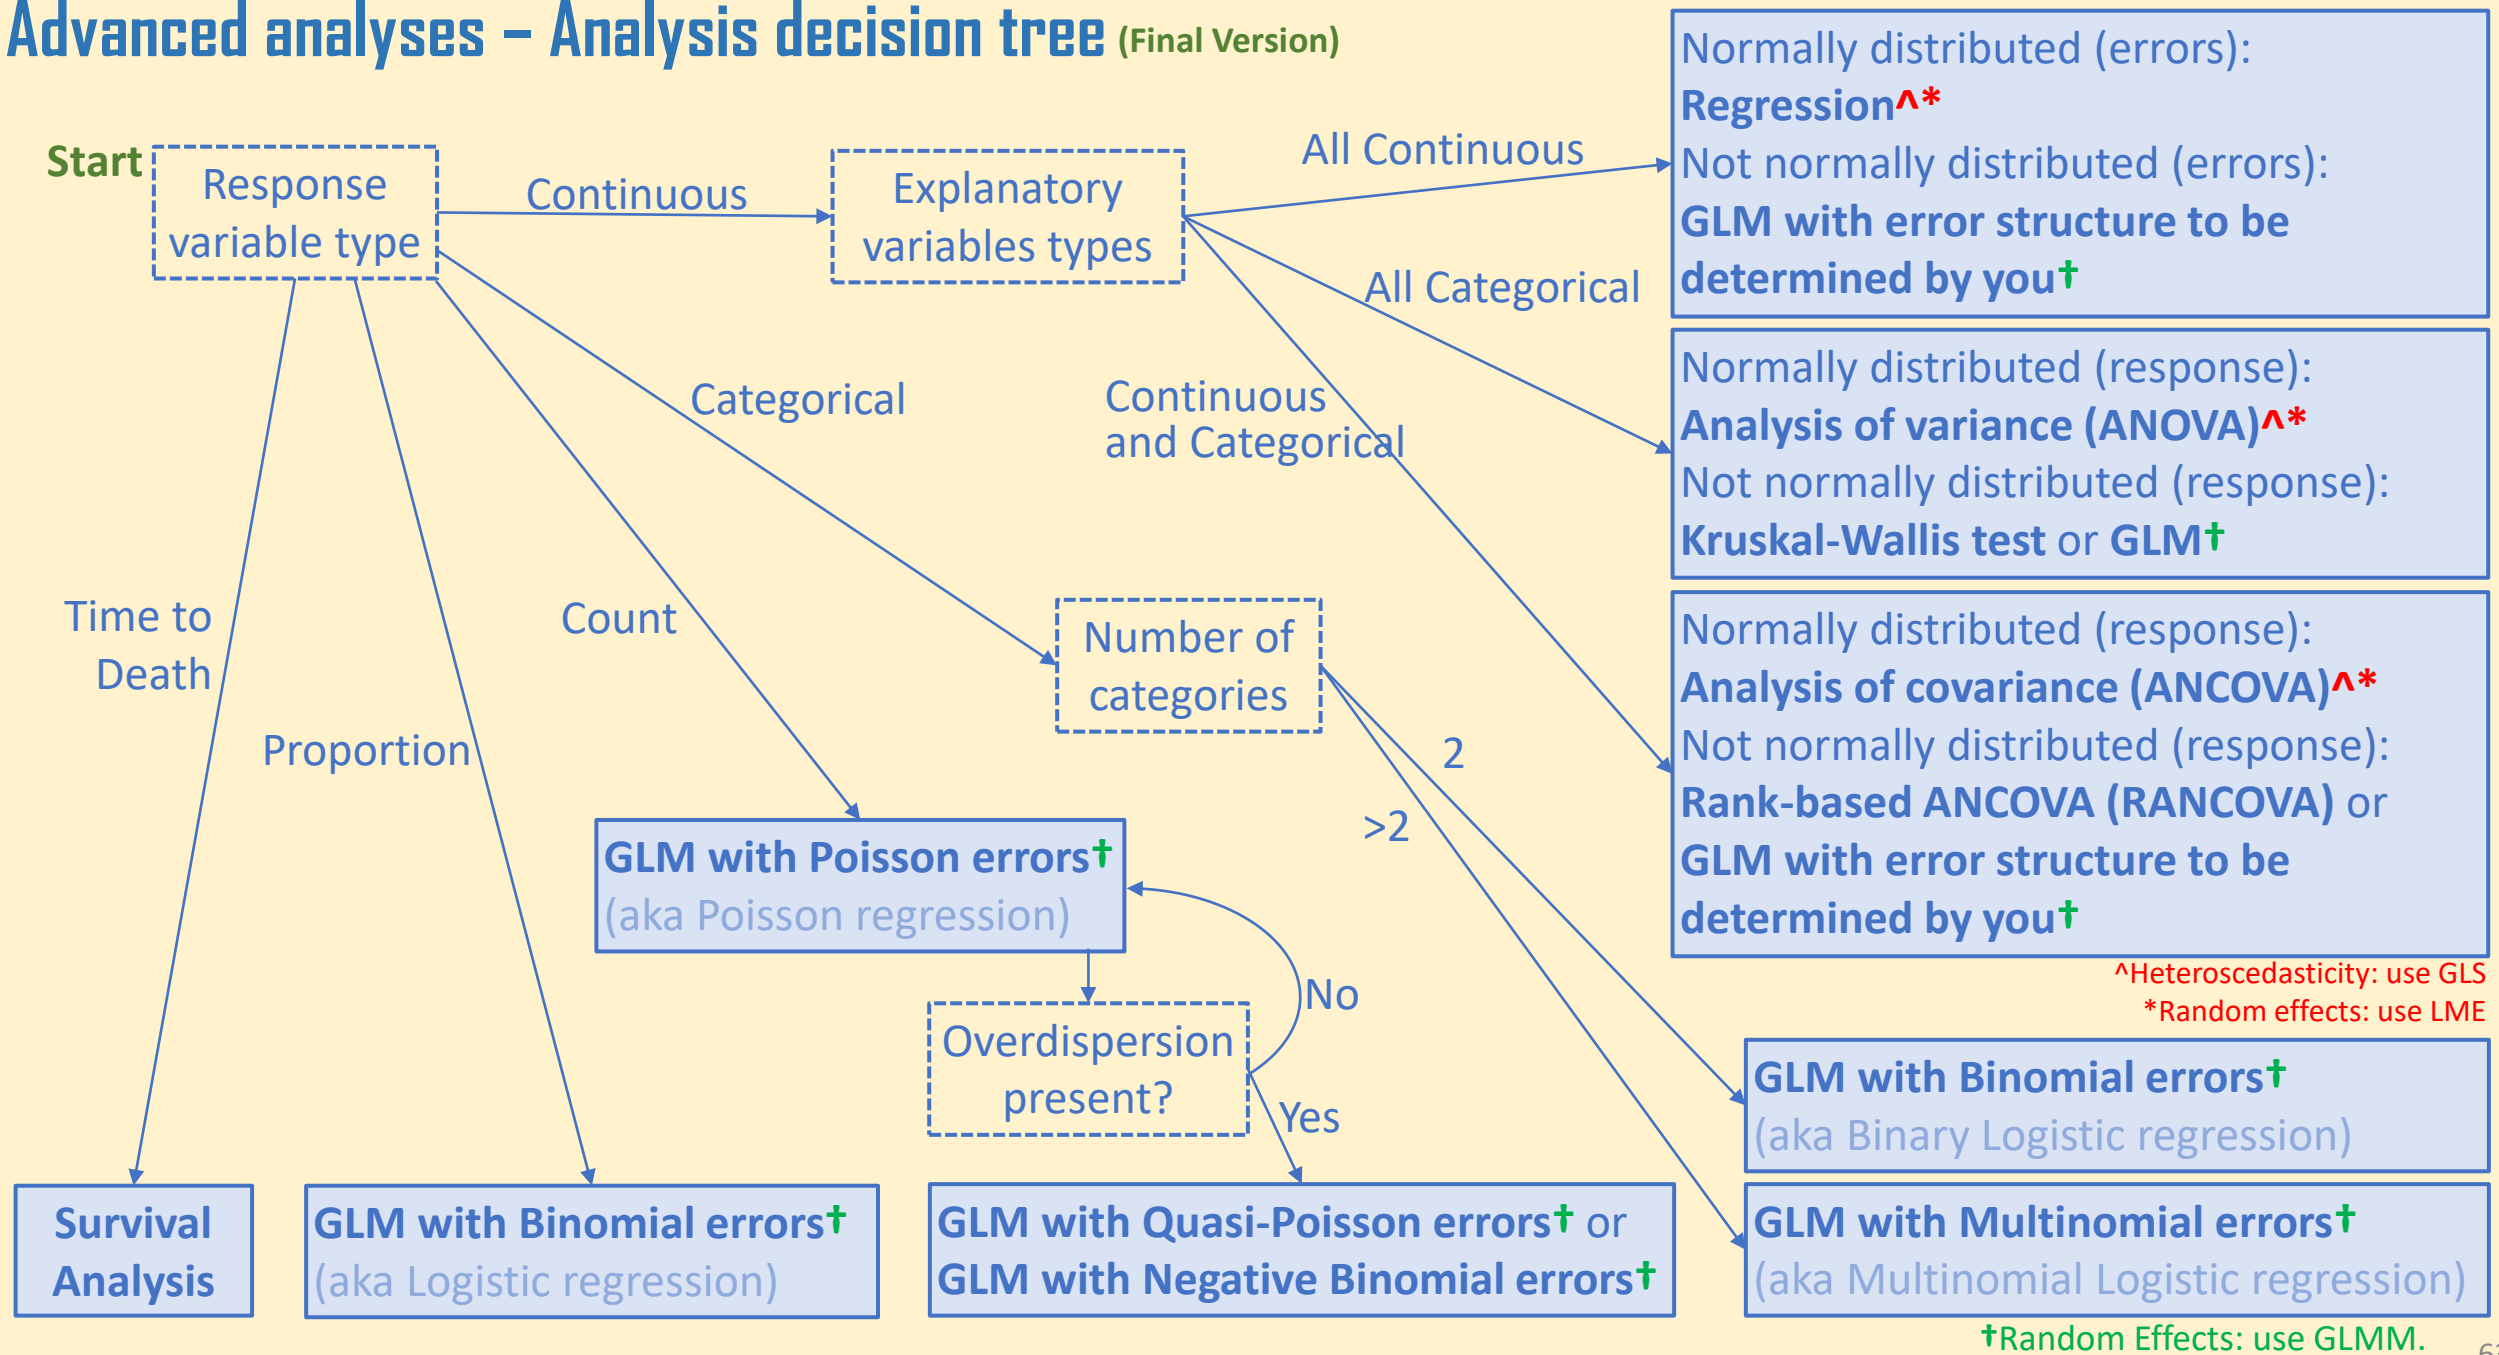 Advanced analyses – Analysis decision tree (Final Version)
Start
Response
variable type
Continuous
Explanatory
variables types
All Continuous
All Categorical
Continuous
and Categorical
Normally distributed (errors):
Regression^*
Not normally distributed (errors):
GLM with error structure to be
determined by you†
Normally distributed (response):
Analysis of variance (ANOVA)^*
Not normally distributed (response):
Kruskal-Wallis test or GLM†
Normally distributed (response):
Analysis of covariance (ANCOVA)^*
Not normally distributed (response):
Rank-based ANCOVA (RANCOVA) or
GLM with error structure to be
determined by you†
^Heteroscedasticity: use GLS
*Random effects: use LME
Categorical
Number of
categories
2
>2
Count
Time to
Death
Proportion
GLM with Poisson errors†
(aka Poisson regression)
Overdispersion
present?
No
Yes
GLM with Binomial errors†
(aka Binary Logistic regression)
Survival
Analysis
GLM with Binomial errors†
(aka Logistic regression)
GLM with Quasi-Poisson errors† or
GLM with Negative Binomial errors†
GLM with Multinomial errors†
(aka Multinomial Logistic regression)
†Random Effects: use GLMM.